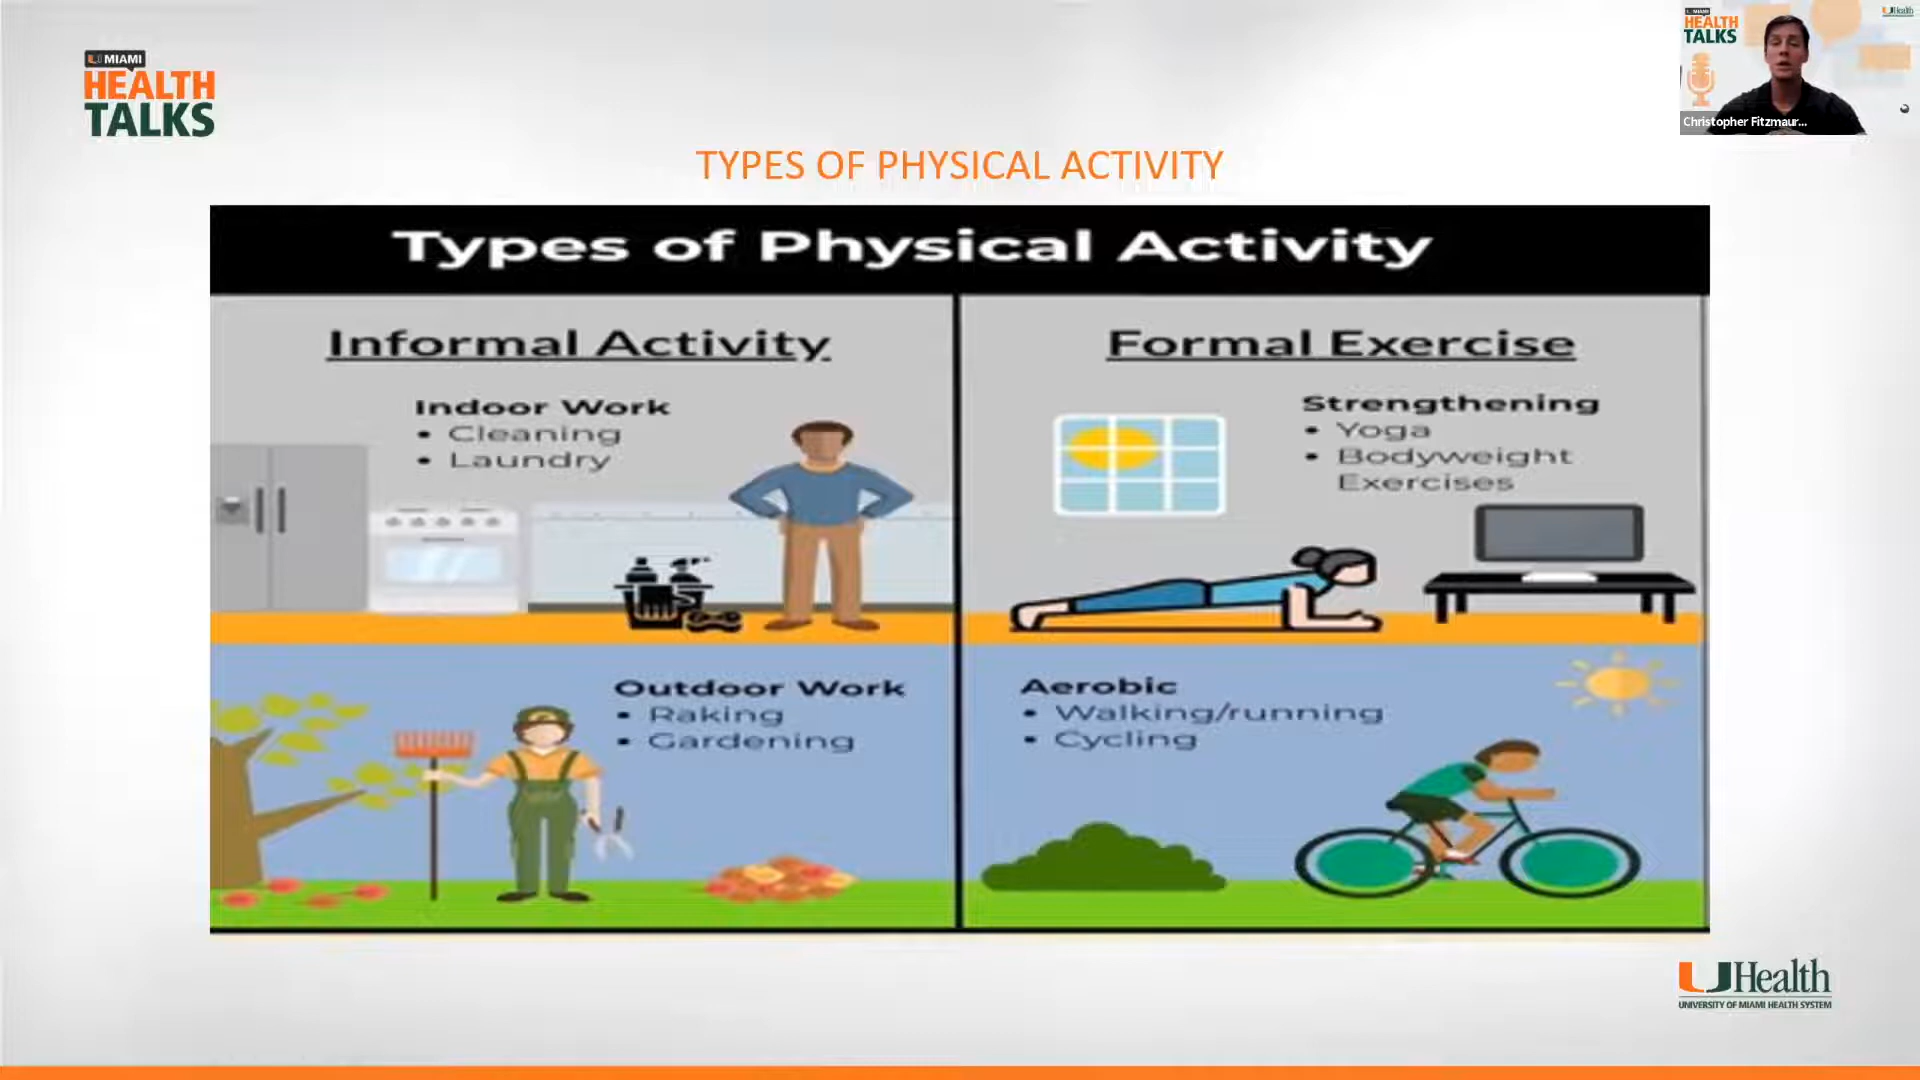 MIAMI
HEALTH
TALKS
MIAMI
HEALTH
TALKS
UHealth
Christopher Fitzmaur...
TYPES OF PHYSICAL ACTIVITY
Types of Physical Activity
Informal Activity
Indoor Work
• Cleaning
• Laundry
Formal Exercise
Strengthening
• Yoga
• Bodyweight
Exercises
Outdoor Work
• Raking
• Gardening
Aerobic
• Walking/running
• Cycling
UHealth
UNIVERSITY OF MIAMI HEALTH SYSTEM